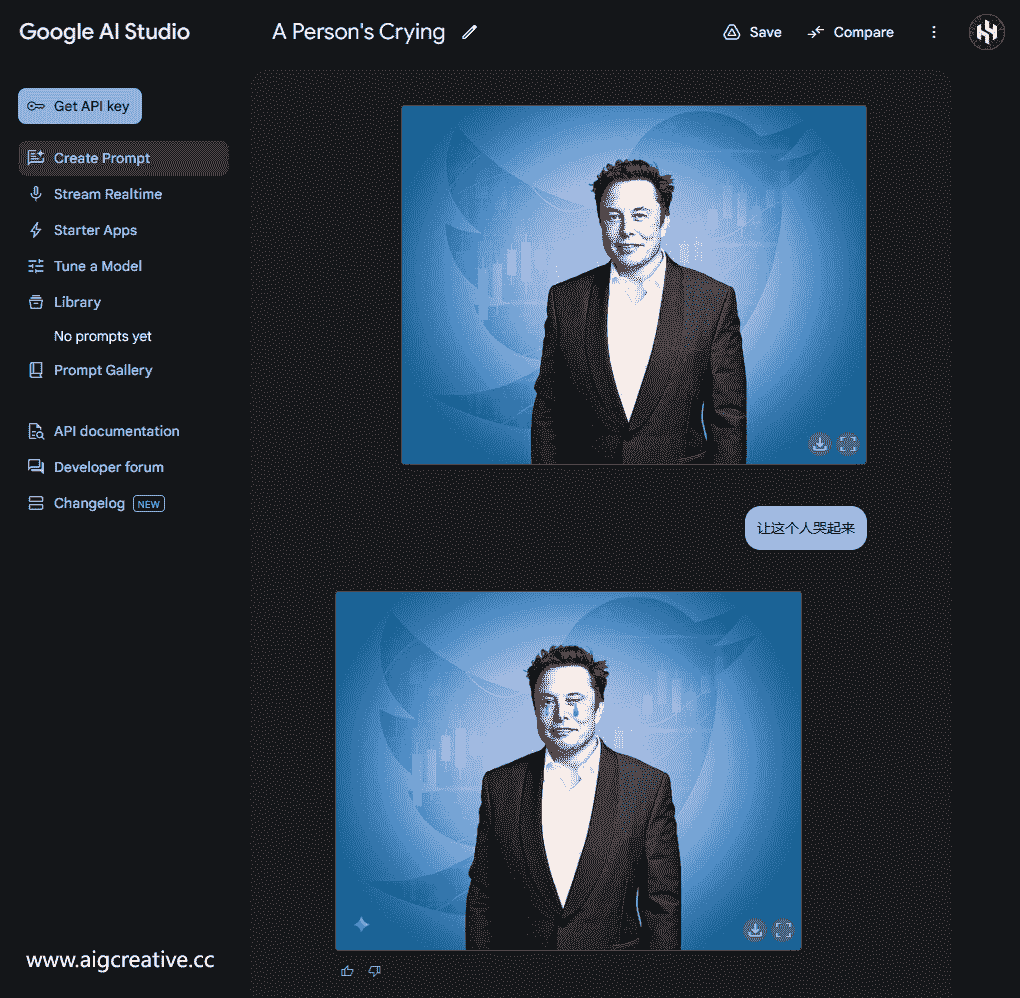 Google AI Studio
A Person's Crying
Save
Compare
Get API key
Create Prompt
Stream Realtime
Starter Apps
Tune a Model
Library
No prompts yet
Prompt Gallery
API documentation
Developer forum
Changelog NEW
让这个人哭起来
www.aigcreative.cc